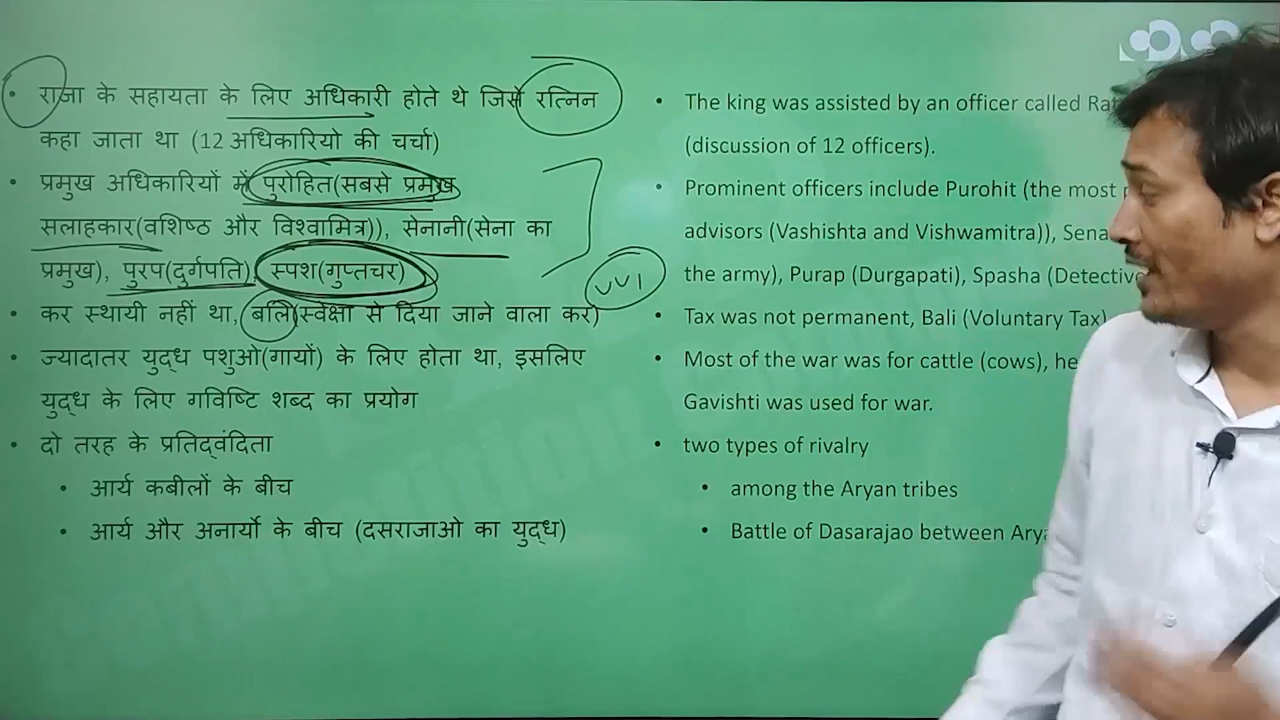 राजा के सहायता के लिए अधिकारी होते थे जिसे रत्निन
कहा जाता था (12 अधिकारियो की चर्चा)
प्रमुख अधिकारियों में पुरोहित(सबसे प्रमुख
सलाहकार(वशिष्ठ और विश्वामित्र)), सेनानी(सेना का
प्रमुख), पुरप(दुर्गपति), स्पश(गुप्तचर)
कर स्थायी नहीं था, बलि(स्वेक्षा से दिया जाने वाला कर)
ज्यादातर युद्ध पशुओ(गायों) के लिए होता था, इसलिए
युद्ध के लिए गविष्टि शब्द का प्रयोग
दो तरह के प्रतिद्वंदिता
आर्य कबीलों के बीच
आर्य और अनार्यो के बीच (दसराजाओ का युद्ध)
VVI
The king was assisted by an officer called
(discussion of 12 officers).
Prominent officers include Purohit (the most
advisors (Vashishta and Vishwamitra)),
the army), Purap (Durgapati), Spasha
Tax was not permanent, Bali (Voluntary Tax)
Most of the war was for cattle (cows),
Gavishti was used for war.
two types of rivalry
among the Aryan tribes
Battle of Dasarajao between